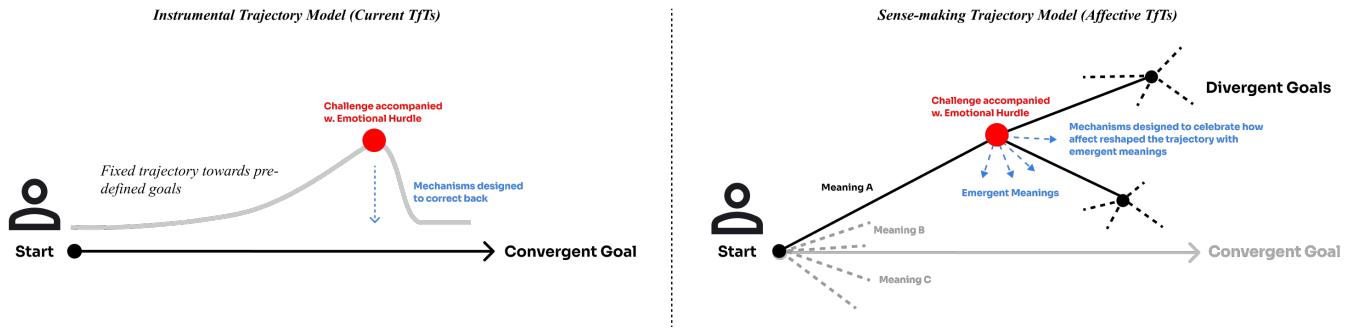 Instrumental Trajectory Model (Current TfTs)
Challenge accompanied
w. Emotional Hurdle
Fixed trajectory towards pre-
defined goals
Mechanisms designed
to correct back
Start
Convergent Goal
Sense-making Trajectory Model (Affective TfTs)
Divergent Goals
Challenge accompanied
w. Emotional Hurdle
Mechanisms designed to celebrate how
affect reshaped the trajectory with
emergent meanings
Meaning A
Emergent Meanings
Meaning B
Start
Convergent Goal
Meaning C